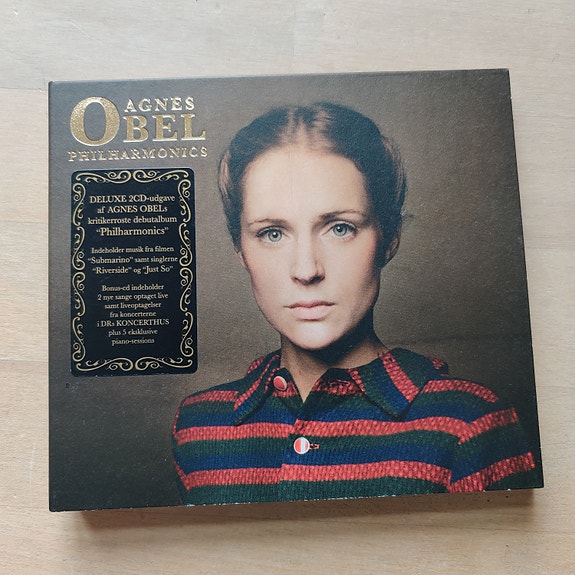 AGNES
OBEL
PHILHARMONICS
DELUXE 2CD-udgave
af AGNES OBELs
kritikerroste debutalbum
"Philharmonics"
Indeholder musik fra filmen
"Submarino" samt singlerne
"Riverside" og "Just So"
Bonus-cd indeholder
2 nye sange optaget live
samt liveoptagelser
fra koncerterne
i DRs KONCERTHUS
plus 5 eksklusive
piano-sessions